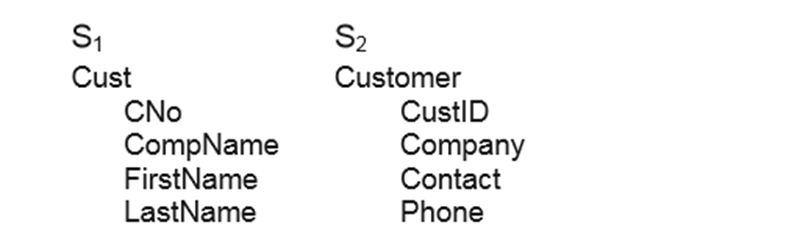 S₁ S₂
Cust Customer
CNo CustID
CompName Company
FirstName Contact
LastName Phone